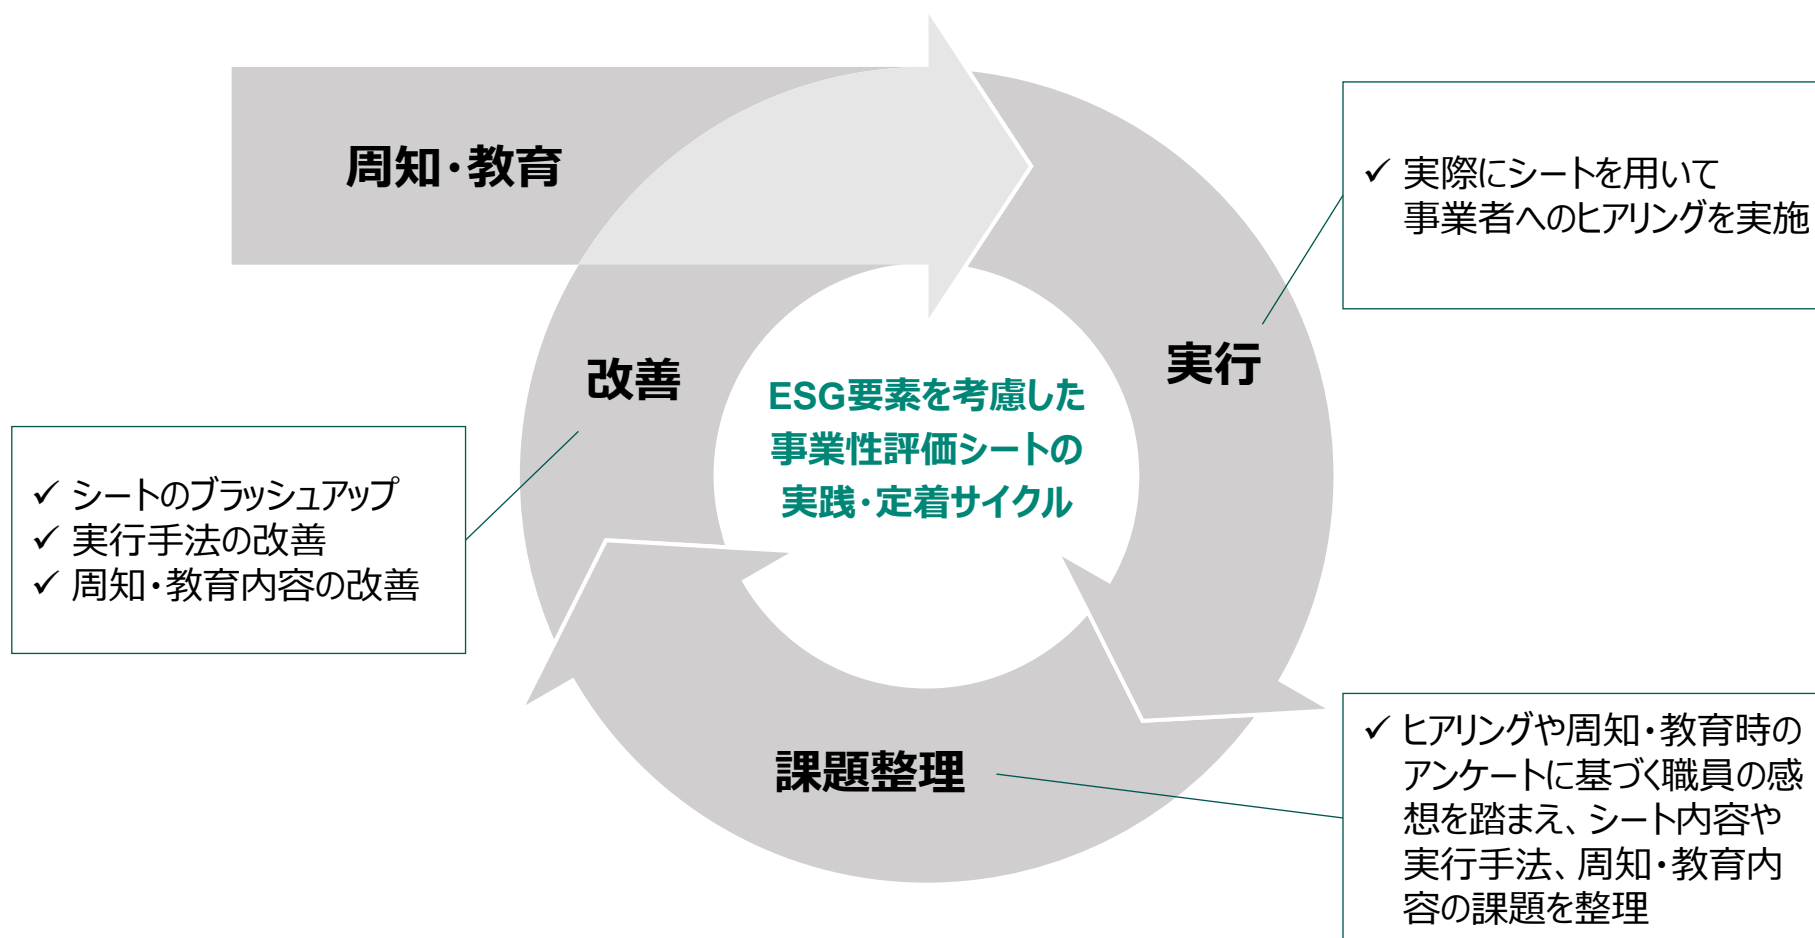 周知・教育
✓ 実際にシートを用いて
事業者へのヒアリングを実施
実行
改善
ESG要素を考慮した
事業性評価シートの
実践・定着サイクル
✓ シートのブラッシュアップ
✓ 実行手法の改善
✓ 周知・教育内容の改善
課題整理
✓ ヒアリングや周知・教育時の
アンケートに基づく職員の感
想を踏まえ、シート内容や
実行手法、周知・教育内
容の課題を整理